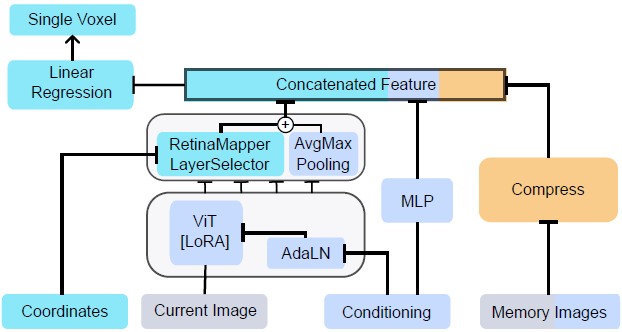 Single Voxel
Linear
Regression
Concatenated Feature
RetinaMapper
LayerSelector
+
AvgMax
Pooling
ViT
[LoRA]
AdaLN
MLP
Compress
Coordinates
Current Image
Conditioning
Memory Images